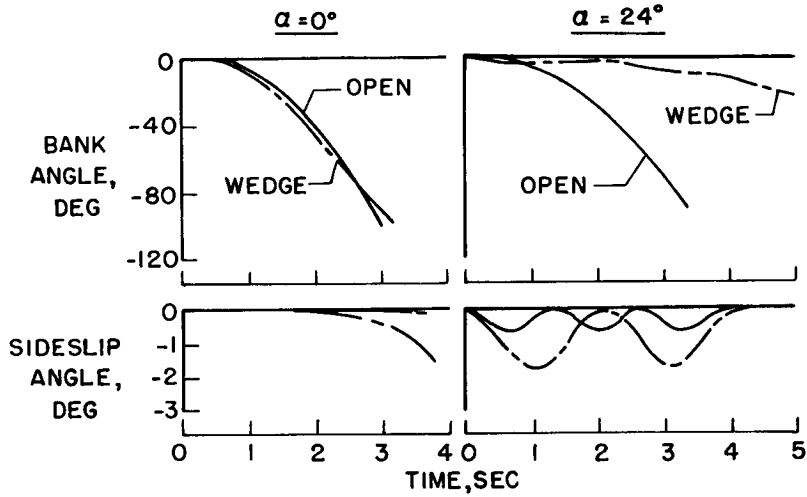 α = 0°
α = 24°
0
-40
-80
-120
BANK
ANGLE,
DEG
OPEN
WEDGE
WEDGE
OPEN
0
-1
-2
-3
SIDESLIP
ANGLE,
DEG
0 1 2 3 4
0 1 2 3 4 5
TIME, SEC